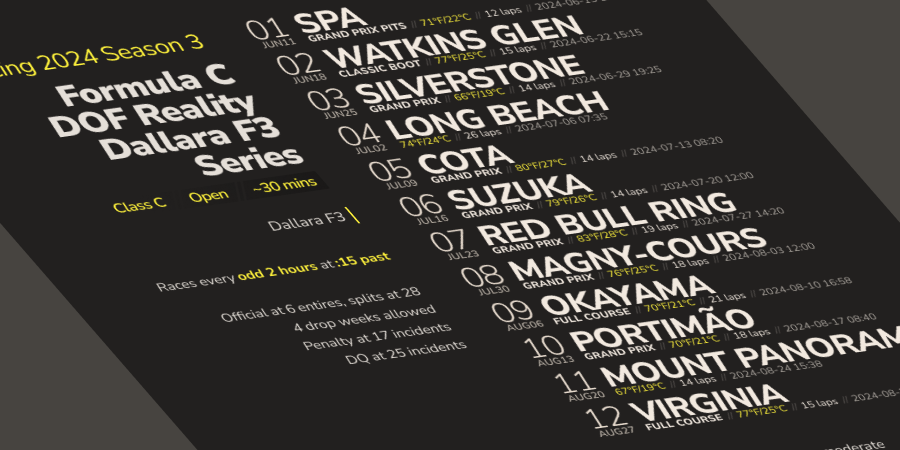 ing 2024 Season 3
Formula C
DOF Reality
Dallara F3
Series
Class C Open ~30 mins
Dallara F3
Races every odd 2 hours at :15 past
Official at 6 entires, splits at 28
4 drop weeks allowed
Penalty at 17 incidents
DQ at 25 incidents
01 SPA
JUN11 GRAND PRIX PITS // 71°F/22°C // 12 laps //
02 WATKINS GLEN
JUN18 CLASSIC BOOT // 77°F/25°C // 15 laps // 2024-06-22 15:15
03 SILVERSTONE
JUN25 GRAND PRIX // 66°F/19°C // 14 laps // 2024-06-29 19:25
04 LONG BEACH
JUL02 74°F/24°C // 26 laps // 2024-07-06 07:35
05 COTA
JUL09 GRAND PRIX // 80°F/27°C // 14 laps // 2024-07-13 08:20
06 SUZUKA
JUL16 GRAND PRIX // 79°F/26°C // 14 laps // 2024-07-20 12:00
07 RED BULL RING
JUL23 GRAND PRIX // 83°F/28°C // 19 laps // 2024-07-27 14:20
08 MAGNY-COURS
JUL30 GRAND PRIX // 76°F/25°C // 18 laps // 2024-08-03 12:00
09 OKAYAMA
AUG06 FULL COURSE // 70°F/21°C // 21 laps // 2024-08-10 16:58
10 PORTIMÃO
AUG13 GRAND PRIX // 70°F/21°C // 18 laps // 2024-08-17 08:40
11 MOUNT PANORAM
AUG20 67°F/19°C // 14 laps // 2024-08-24 15:38
12 VIRGINIA
AUG27 FULL COURSE // 77°F/25°C // 15 laps // 2024-08-
oderate